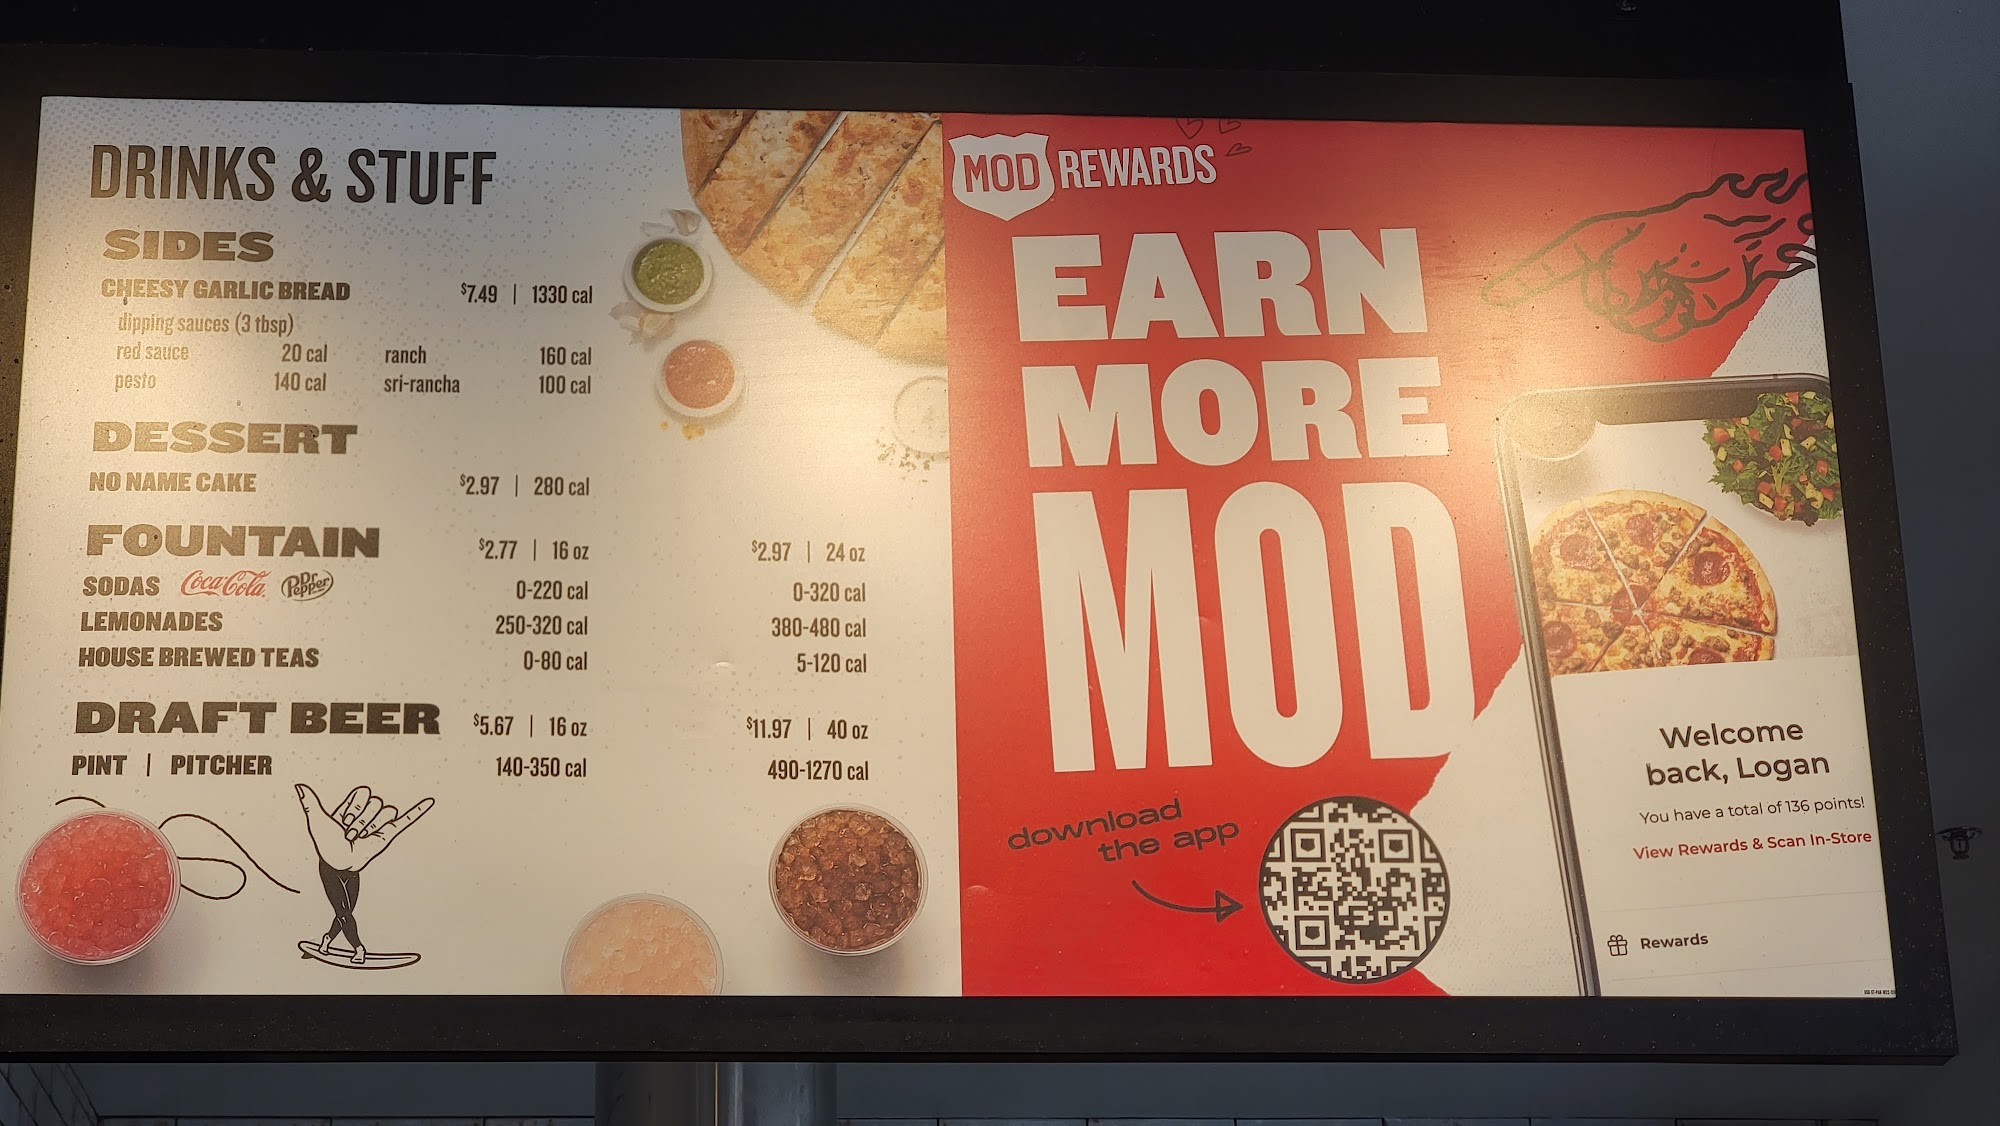 DRINKS & STUFF
SIDES
CHEESY GARLIC BREAD $7.49 | 1330 cal
dipping sauces (3 tbsp)
red sauce 20 cal ranch 160 cal
pesto 140 cal sri-rancha 100 cal
DESSERT
NO NAME CAKE $2.97 | 280 cal
FOUNTAIN $2.77 | 16 oz $2.97 | 24 oz
SODAS Coca-Cola Dr Pepper 0-220 cal 0-320 cal
LEMONADES 250-320 cal 380-480 cal
HOUSE BREWED TEAS 0-80 cal 5-120 cal
DRAFT BEER $5.67 | 16 oz $11.97 | 40 oz
PINT | PITCHER 140-350 cal 490-1270 cal
MOD REWARDS
EARN
MORE
MOD
download
the app
Welcome
back, Logan
You have a total of 136 points!
View Rewards & Scan In-Store
Rewards